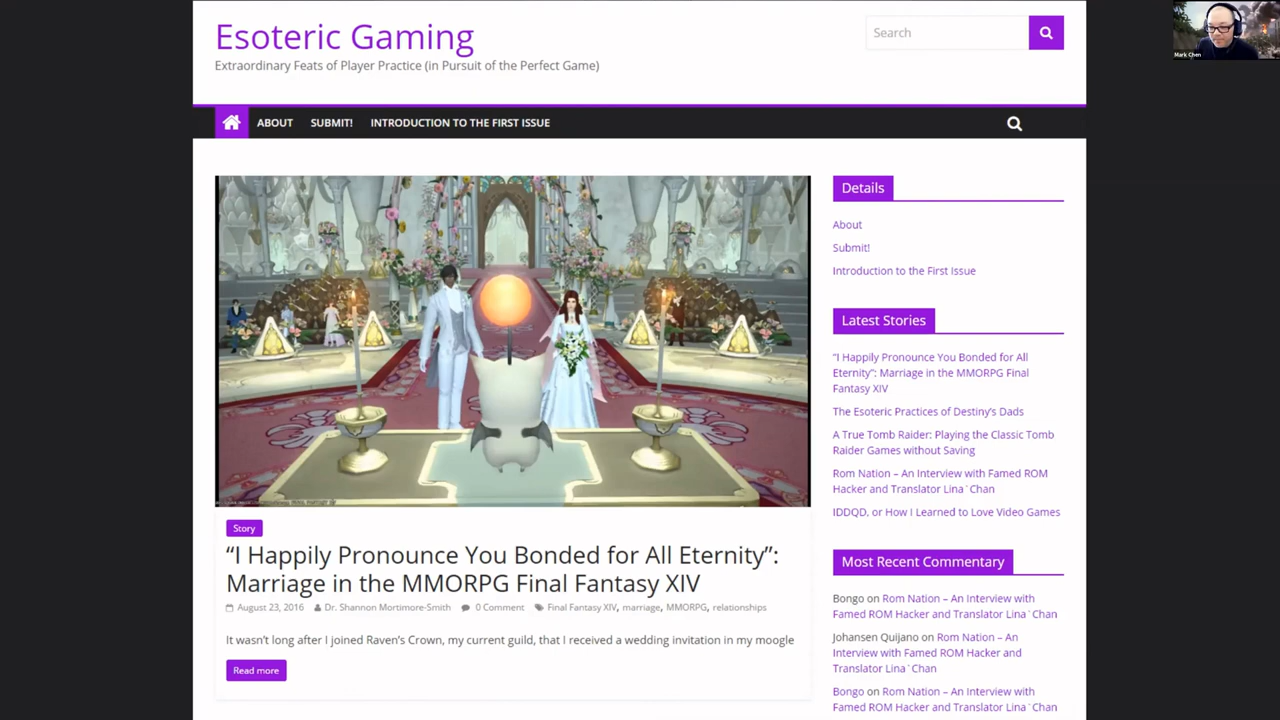 Esoteric Gaming
Extraordinary Feats of Player Practice (in Pursuit of the Perfect Game)
Search
Mark Chen
ABOUT
SUBMIT!
INTRODUCTION TO THE FIRST ISSUE
Story
“I Happily Pronounce You Bonded for All Eternity”:
Marriage in the MMORPG Final Fantasy XIV
August 23, 2016 Dr. Shannon Mortimore-Smith 0 Comment Final Fantasy XIV, marriage, MMORPG, relationships
It wasn’t long after I joined Raven’s Crown, my current guild, that I received a wedding invitation in my moogle
Read more
Details
About
Submit!
Introduction to the First Issue
Latest Stories
“I Happily Pronounce You Bonded for All
Eternity”: Marriage in the MMORPG Final
Fantasy XIV
The Esoteric Practices of Destiny’s Dads
A True Tomb Raider: Playing the Classic Tomb
Raider Games without Saving
Rom Nation – An Interview with Famed ROM
Hacker and Translator Lina`Chan
IDDQD, or How I Learned to Love Video Games
Most Recent Commentary
Bongo on Rom Nation – An Interview with
Famed ROM Hacker and Translator Lina`Chan
Johansen Quijano on Rom Nation – An
Interview with Famed ROM Hacker and
Translator Lina`Chan
Bongo on Rom Nation – An Interview with
Famed ROM Hacker and Translator Lina`Chan